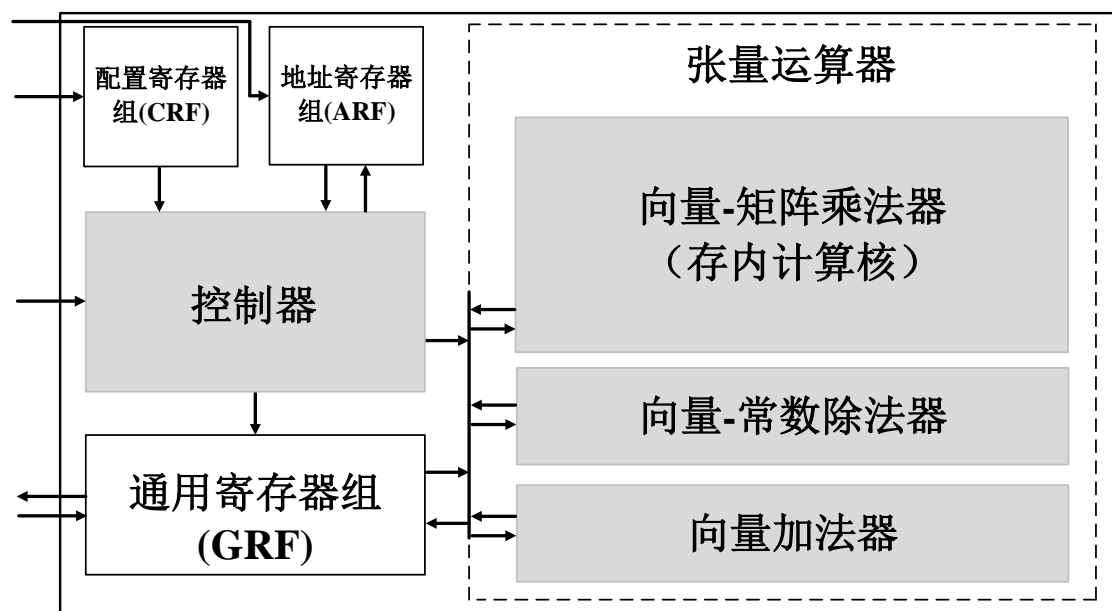 配置寄存器
组(CRF)
地址寄存器
组(ARF)
张量运算器
向量-矩阵乘法器
（存内计算核）
控制器
向量-常数除法器
通用寄存器组
(GRF)
向量加法器